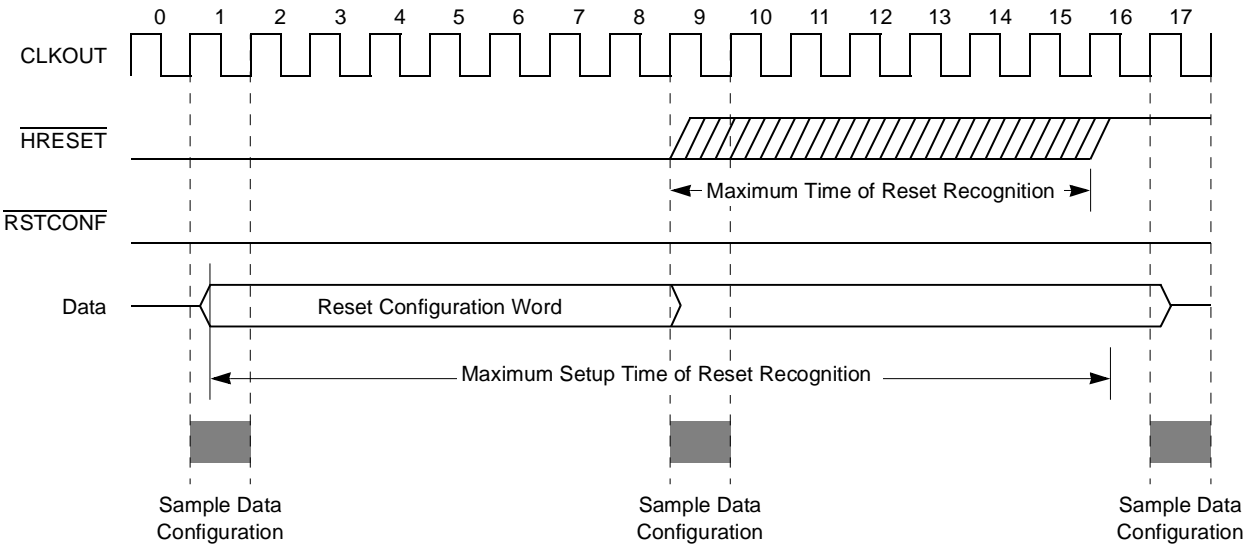 0 1 2 3 4 5 6 7 8 9 10 11 12 13 14 15 16 17
CLKOUT
HRESET
Maximum Time of Reset Recognition
RSTCONF
Data
Reset Configuration Word
Maximum Setup Time of Reset Recognition
Sample Data
Configuration
Sample Data
Configuration
Sample Data
Configuration